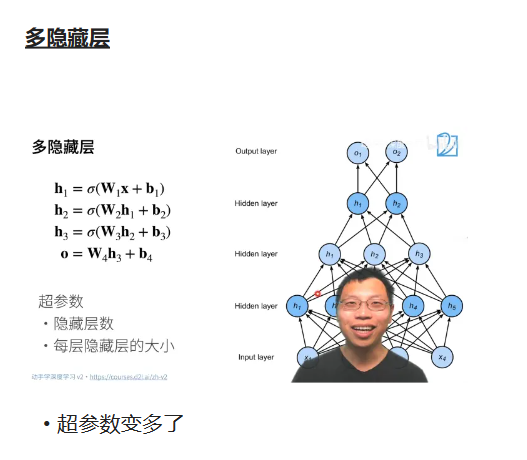 多隐藏层
多隐藏层
h₁ = σ(W₁x + b₁)
h₂ = σ(W₂h₁ + b₂)
h₃ = σ(W₃h₂ + b₃)
o = W₄h₃ + b₄
超参数
• 隐藏层数
• 每层隐藏层的大小
动手学深度学习 v2 • https://courses.d2l.ai/zh-v2
Output layer
o₁ o₂
Hidden layer
h₁ h₂
Hidden layer
h₁ h₂ h₃
Hidden layer
h₁ h₄ h₅
Input layer
x₄
• 超参数变多了